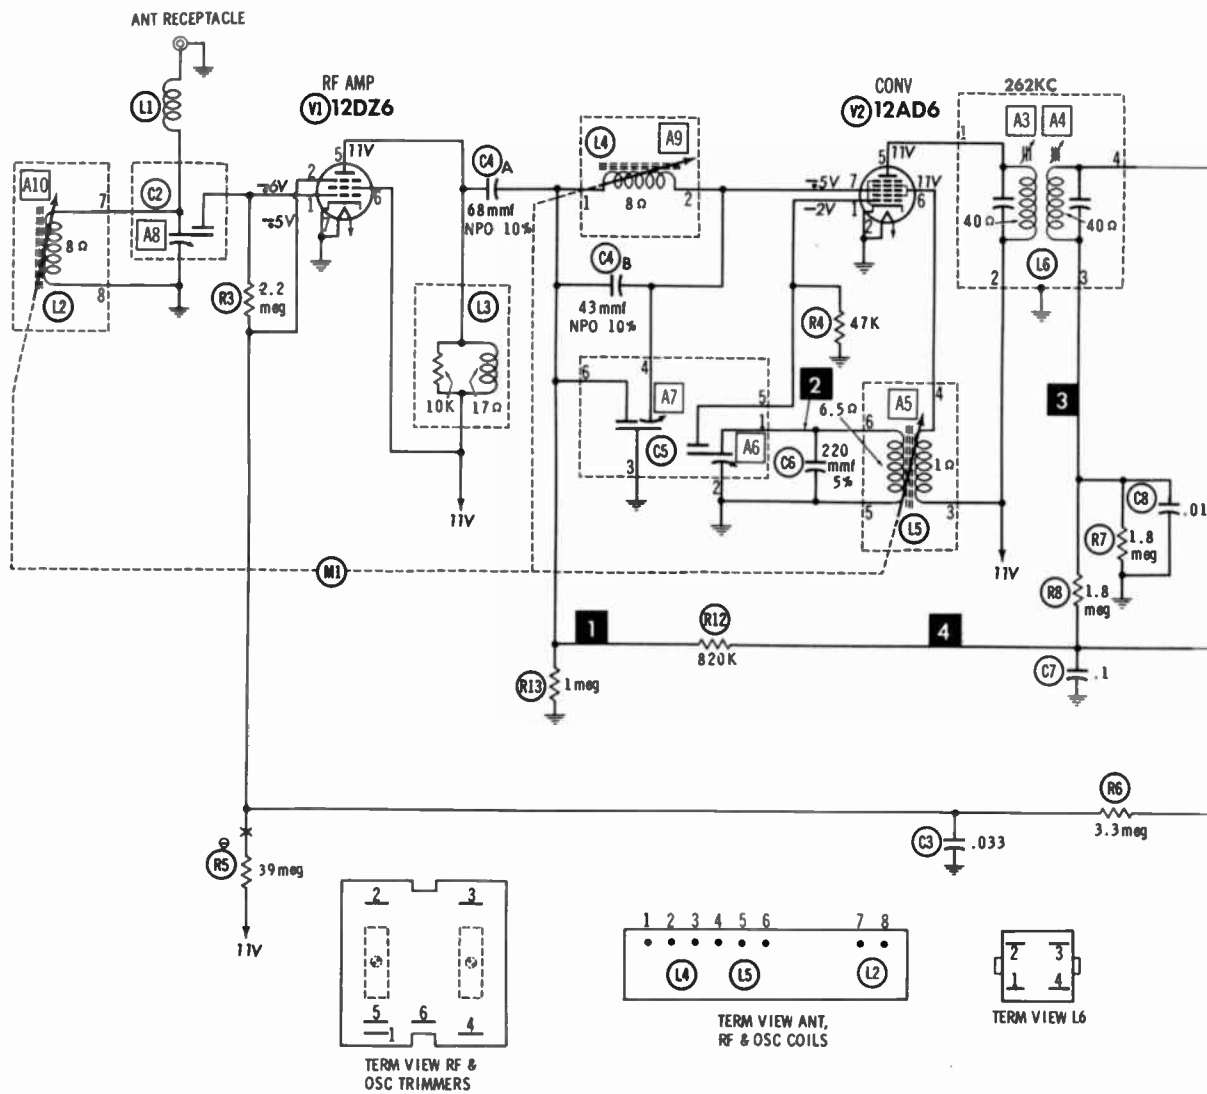 ANT RECEPTACLE
L1
RF AMP
V1 12DZ6
CONV
V2 12AD6
262KC
A3 A4
A10
7
8Ω
8
L2
C2
A8
2
5
11V
6
1
7
R3
2.2
meg
C4 A
68mmf
NPO 10%
L4
A9
1
8Ω
2
C4 B
43mmf
NPO 10%
L3
10K
17Ω
11V
5
11V
7
11V
1
6
2
R4
47K
1
40Ω
40Ω
4
2
L6
3
6
4
A7
C5
3
5
1
A6
2
2
C6
220
mmf
5%
6.5Ω
A5
4
6
1Ω
5
3
L5
11V
3
C8
.01
R7
1.8
meg
R8
1.8
meg
M1
1
R12
820K
4
R13
1meg
C7
.1
R6
3.3meg
C3
.033
R5
39meg
11V
2 3
5
1
6
4
TERM VIEW RF &
OSC TRIMMERS
1 2 3 4 5 6 7 8
L4 L5 L2
TERM VIEW ANT,
RF & OSC COILS
2 3
1 4
TERM VIEW L6